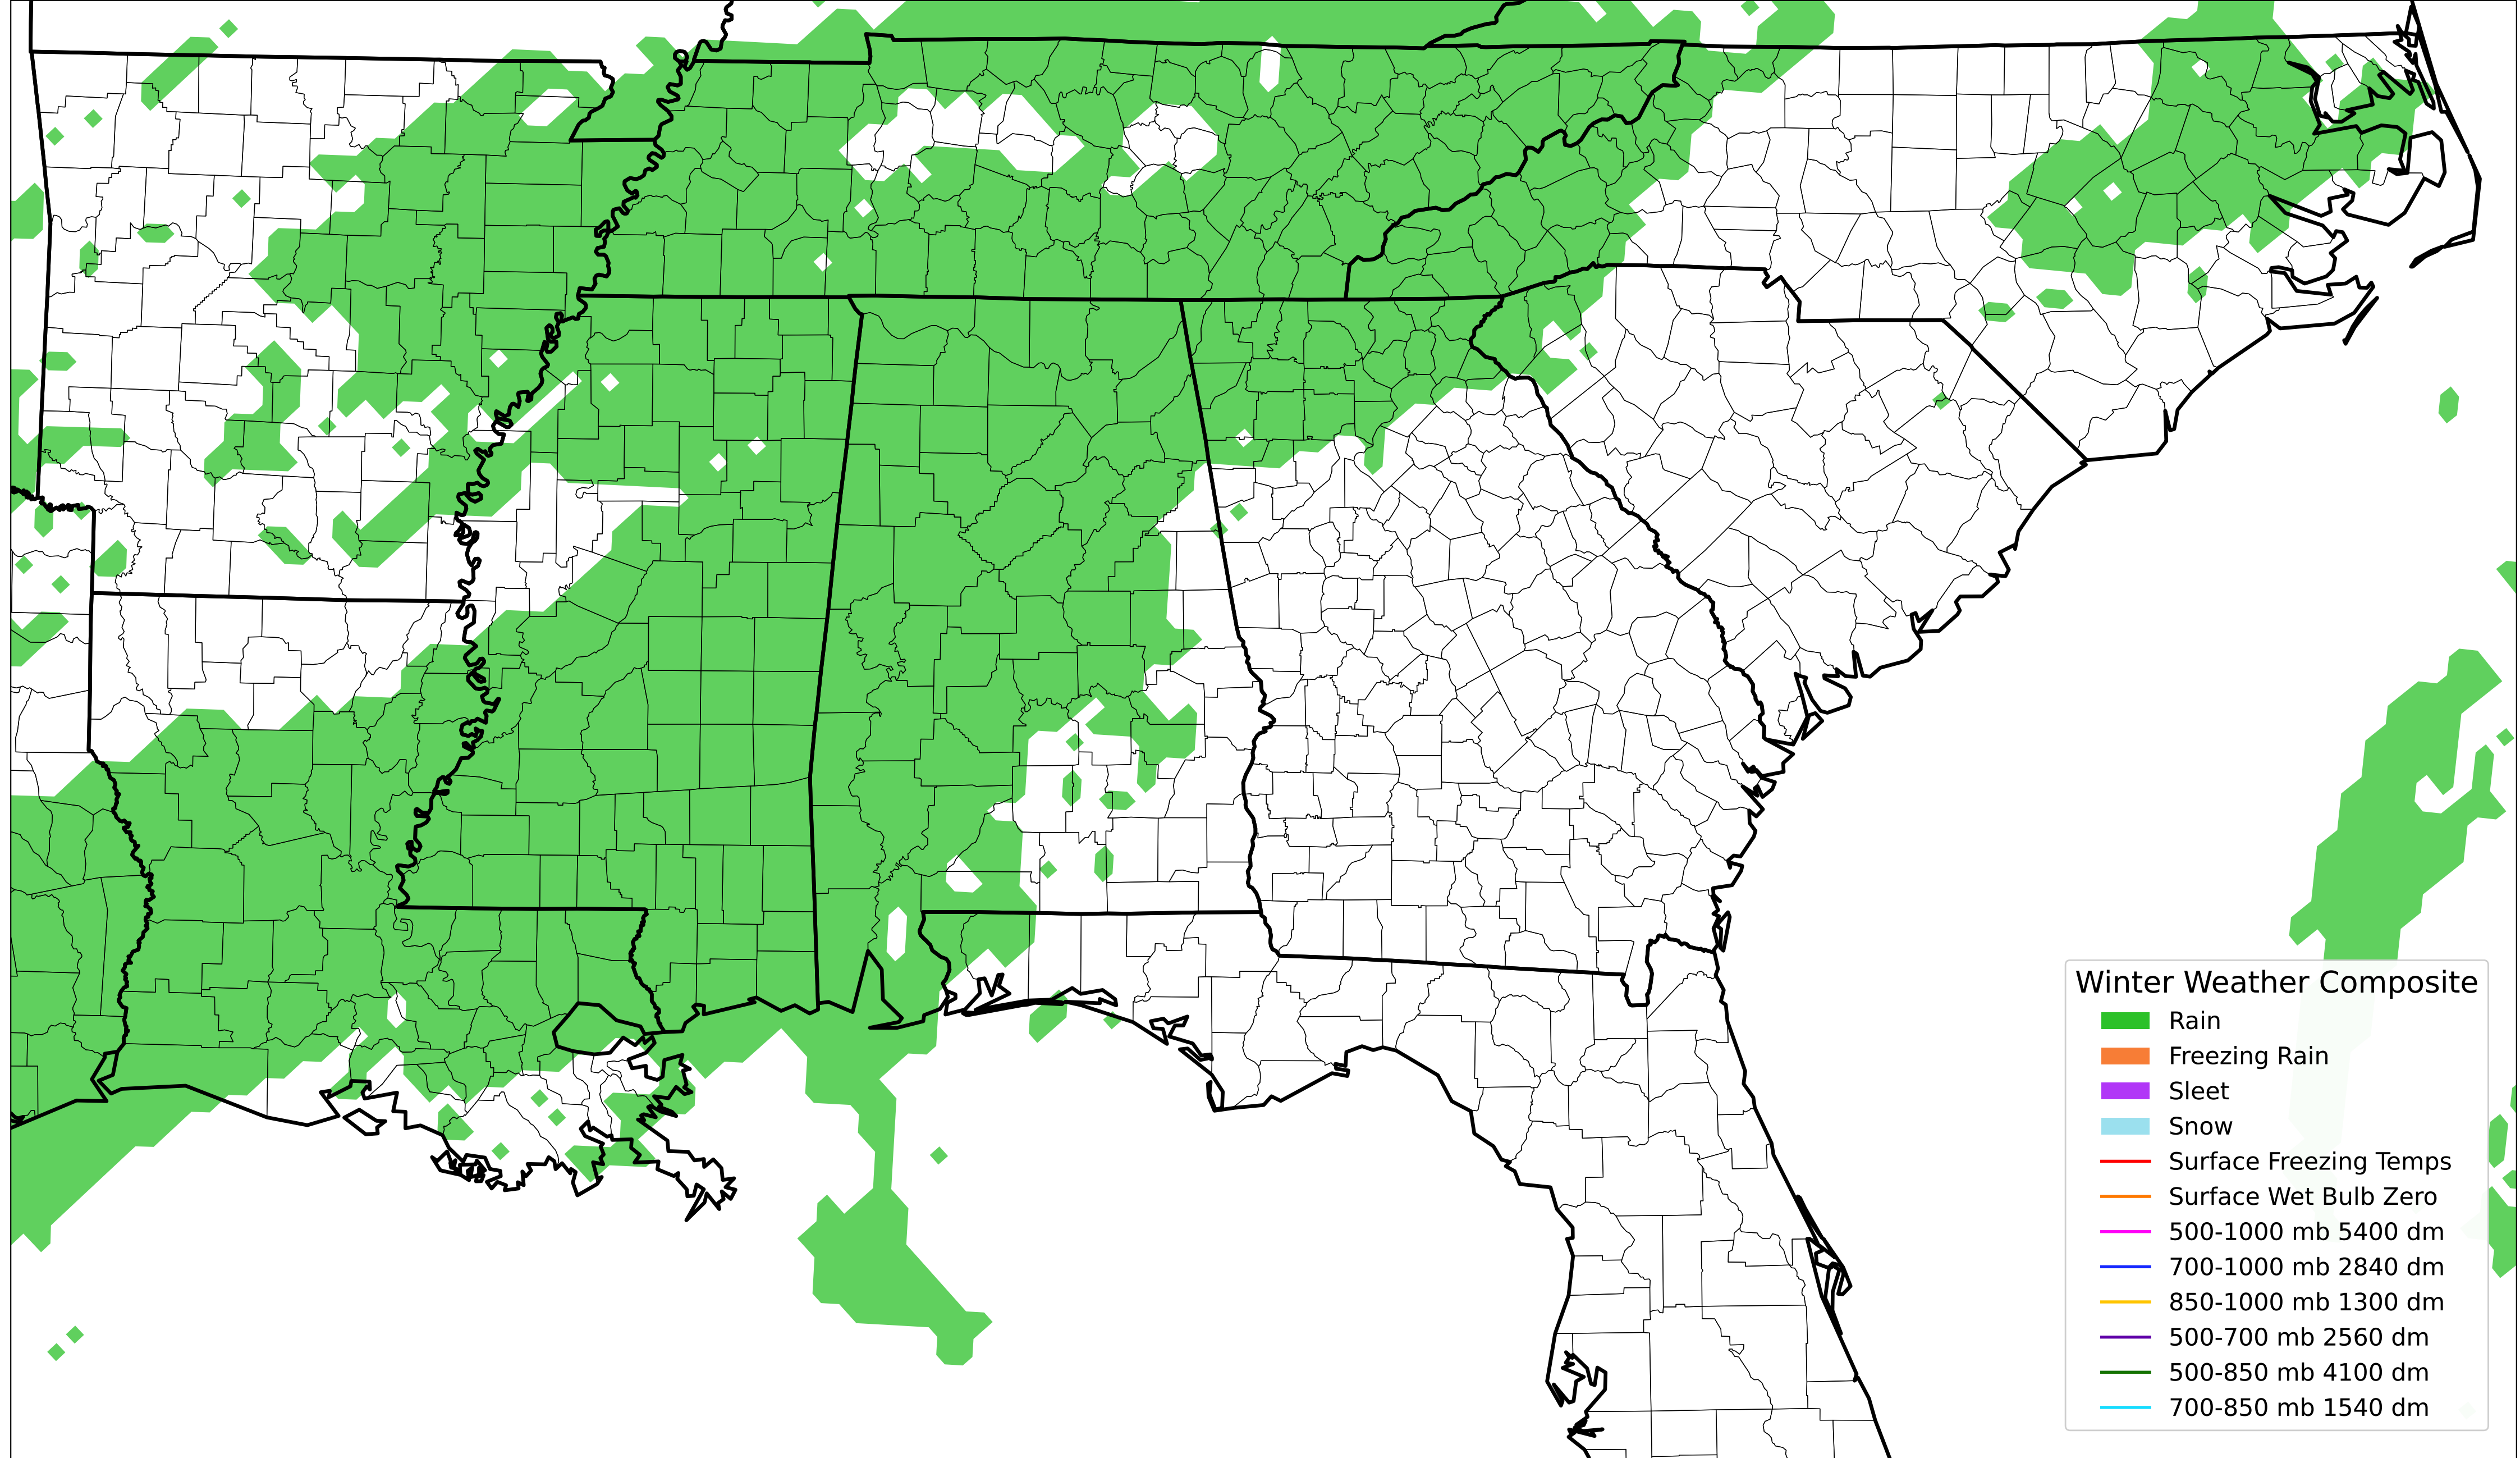 Winter Weather Composite
Rain
Freezing Rain
Sleet
Snow
Surface Freezing Temps
Surface Wet Bulb Zero
500-1000 mb 5400 dm
700-1000 mb 2840 dm
850-1000 mb 1300 dm
500-700 mb 2560 dm
500-850 mb 4100 dm
700-850 mb 1540 dm